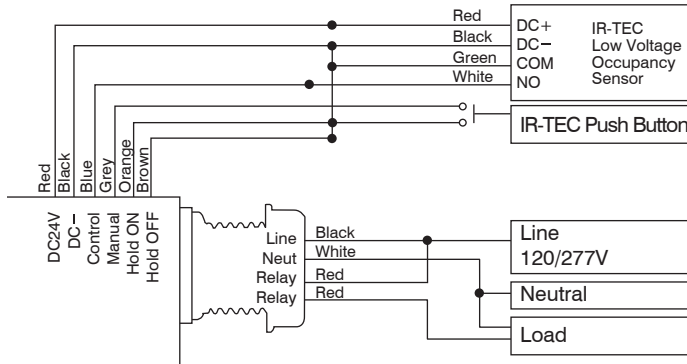 Red
Black
Green
White
DC+
DC−
COM
NO
IR-TEC
Low Voltage
Occupancy
Sensor
IR-TEC Push Button
Red
Black
Blue
Grey
Orange
Brown
DC24V
DC−
Control
Manual
Hold ON
Hold OFF
Line
Neut
Relay
Relay
Black
White
Red
Red
Line
120/277V
Neutral
Load